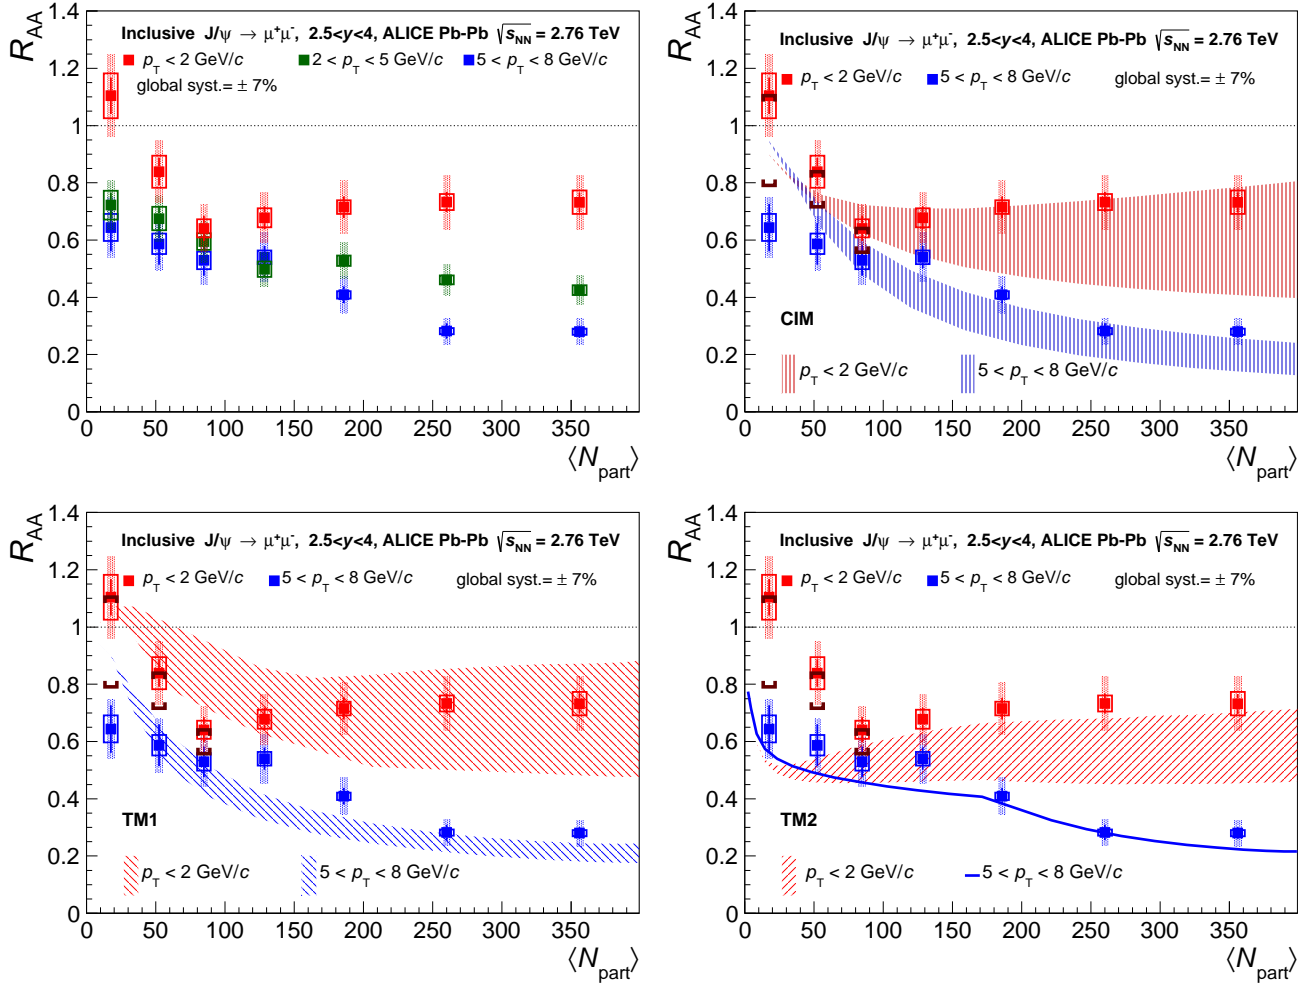 R_AA
Inclusive J/ψ → μ⁺μ⁻, 2.5<y<4, ALICE Pb-Pb √s_NN = 2.76 TeV
p_T < 2 GeV/c 2 < p_T < 5 GeV/c 5 < p_T < 8 GeV/c
global syst.= ± 7%
1.4
1.2
1
0.8
0.6
0.4
0.2
0
0 50 100 150 200 250 300 350
⟨N_part⟩
R_AA
Inclusive J/ψ → μ⁺μ⁻, 2.5<y<4, ALICE Pb-Pb √s_NN = 2.76 TeV
p_T < 2 GeV/c 5 < p_T < 8 GeV/c global syst.= ± 7%
1.4
1.2
1
0.8
0.6
0.4
0.2
0
CIM
p_T < 2 GeV/c 5 < p_T < 8 GeV/c
0 50 100 150 200 250 300 350
⟨N_part⟩
R_AA
Inclusive J/ψ → μ⁺μ⁻, 2.5<y<4, ALICE Pb-Pb √s_NN = 2.76 TeV
p_T < 2 GeV/c 5 < p_T < 8 GeV/c global syst.= ± 7%
1.4
1.2
1
0.8
0.6
0.4
0.2
0
TM1
p_T < 2 GeV/c 5 < p_T < 8 GeV/c
0 50 100 150 200 250 300 350
⟨N_part⟩
R_AA
Inclusive J/ψ → μ⁺μ⁻, 2.5<y<4, ALICE Pb-Pb √s_NN = 2.76 TeV
p_T < 2 GeV/c 5 < p_T < 8 GeV/c global syst.= ± 7%
1.4
1.2
1
0.8
0.6
0.4
0.2
0
TM2
p_T < 2 GeV/c 5 < p_T < 8 GeV/c
0 50 100 150 200 250 300 350
⟨N_part⟩